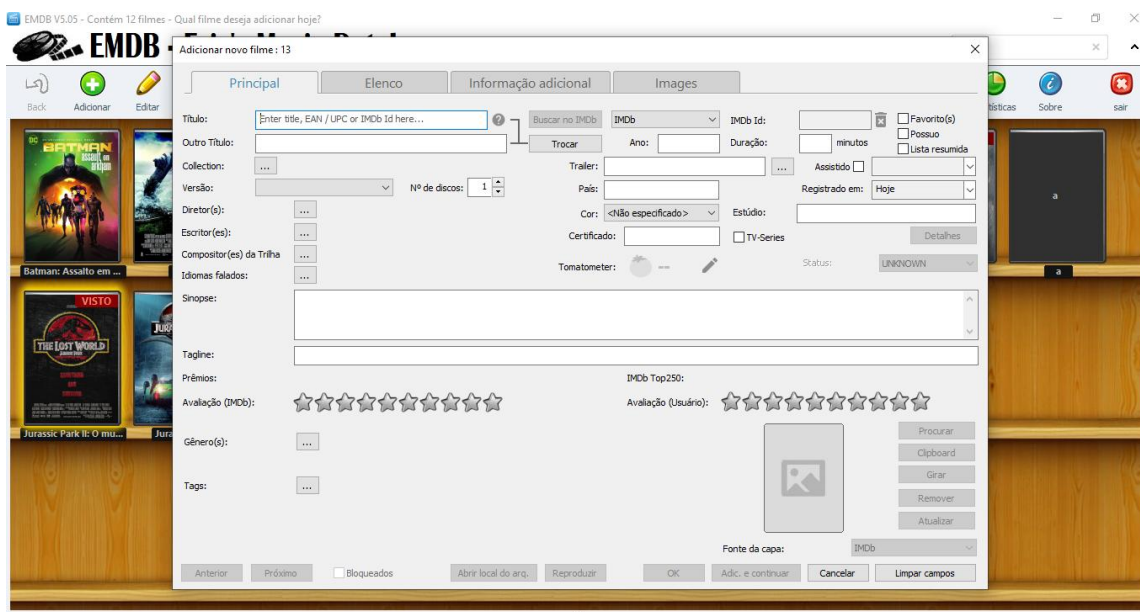 EMDB V5.05 - Contém 12 filmes - Qual filme deseja adicionar hoje?
EMDB
Adicionar novo filme : 13
Back
Adicionar
Editar
Sobre
sair
Principal
Elenco
Informação adicional
Images
Título:
Enter title, EAN / UPC or IMDb Id here...
Buscar no IMDb
IMDb
IMDb Id:
Favorito(s)
Outro Título:
Trocar
Ano:
Duração:
minutos
Possuo
Lista resumida
Collection:
...
Trailer:
...
Assistido
Versão:
Nº de discos:
1
País:
Registrado em:
Hoje
Diretor(s):
...
Cor:
<Não especificado>
Estúdio:
Escritor(es):
...
Certificado:
TV-Series
Detalhes
Compositor(es) da Trilha
...
Tomatometer:
--
Status:
UNKNOWN
Idiomas falados:
...
Sinopse:
Tagline:
Prêmios:
IMDb Top250:
Avaliação (IMDb):
Avaliação (Usuário):
Gênero(s):
...
Tags:
...
Procurar
Clipboard
Girar
Remover
Atualizar
Fonte da capa:
IMDb
Anterior
Próximo
Bloqueados
Abrir local do arq.
Reproduzir
OK
Adic. e continuar
Cancelar
Limpar campos
DC
BATMAN
Batman: Assalto em ...
VISTO
THE LOST WORLD
Jurassic Park II: O mu...
a
a